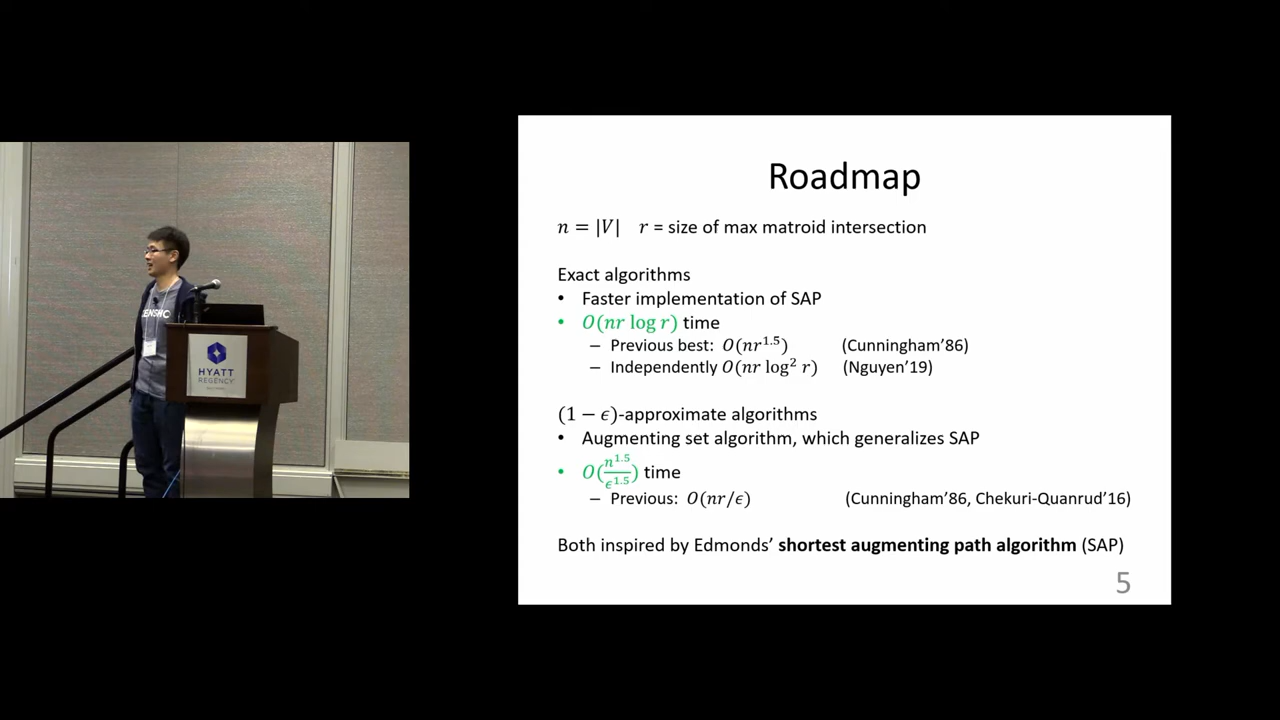 Roadmap
n = |V| r = size of max matroid intersection
Exact algorithms
• Faster implementation of SAP
• O(nr log r) time
– Previous best: O(nr^1.5) (Cunningham’86)
– Independently O(nr log² r) (Nguyen’19)
(1 − ϵ)-approximate algorithms
• Augmenting set algorithm, which generalizes SAP
• O(n^1.5/ϵ^1.5) time
– Previous: O(nr/ϵ) (Cunningham’86, Chekuri-Quanrud’16)
Both inspired by Edmonds’ shortest augmenting path algorithm (SAP)
5
HYATT
REGENCY